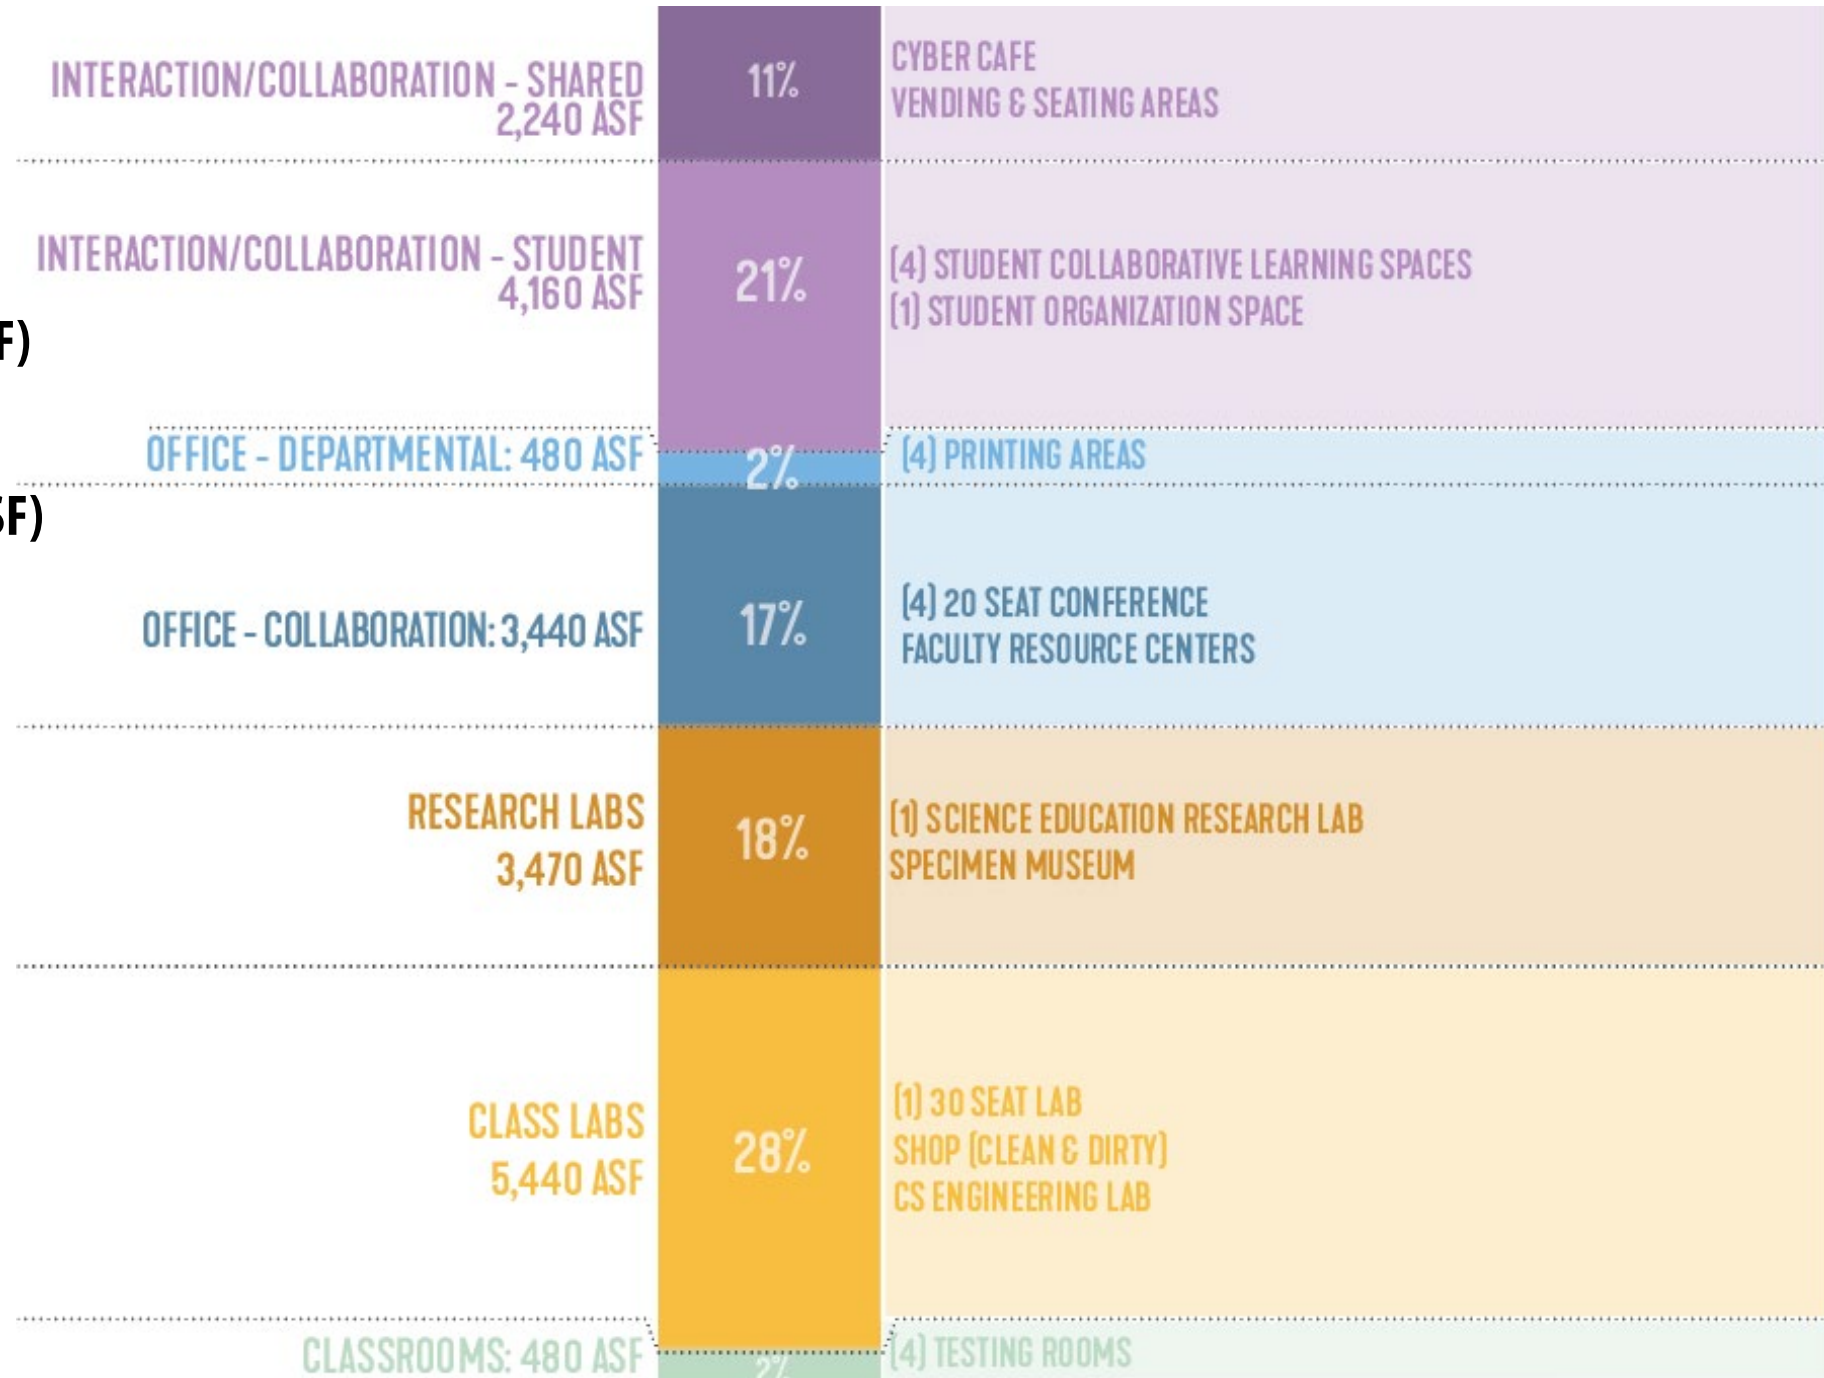 INTERACTION/COLLABORATION - SHARED
2,240 ASF
11%
CYBER CAFE
VENDING & SEATING AREAS
INTERACTION/COLLABORATION - STUDENT
4,160 ASF
21%
(4) STUDENT COLLABORATIVE LEARNING SPACES
(1) STUDENT ORGANIZATION SPACE
F)
OFFICE - DEPARTMENTAL: 480 ASF
2%
(4) PRINTING AREAS
SF)
OFFICE - COLLABORATION: 3,440 ASF
17%
(4) 20 SEAT CONFERENCE
FACULTY RESOURCE CENTERS
RESEARCH LABS
3,470 ASF
18%
(1) SCIENCE EDUCATION RESEARCH LAB
SPECIMEN MUSEUM
CLASS LABS
5,440 ASF
28%
(1) 30 SEAT LAB
SHOP (CLEAN & DIRTY)
CS ENGINEERING LAB
CLASSROOMS: 480 ASF
2%
(4) TESTING ROOMS